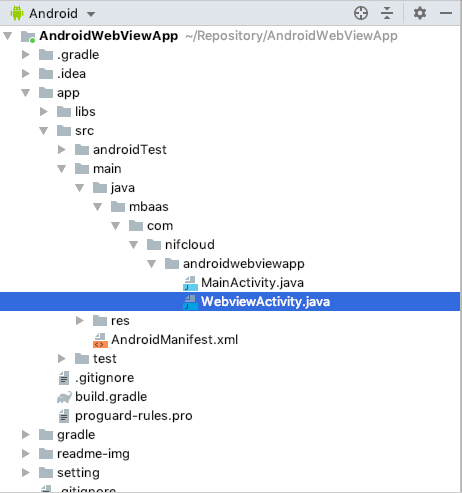 Android
AndroidWebViewApp ~/Repository/AndroidWebViewApp
.gradle
.idea
app
libs
src
androidTest
main
java
mbaas
com
nifcloud
androidwebviewapp
MainActivity.java
WebviewActivity.java
res
AndroidManifest.xml
test
.gitignore
build.gradle
proguard-rules.pro
gradle
readme-img
setting
.gitignore